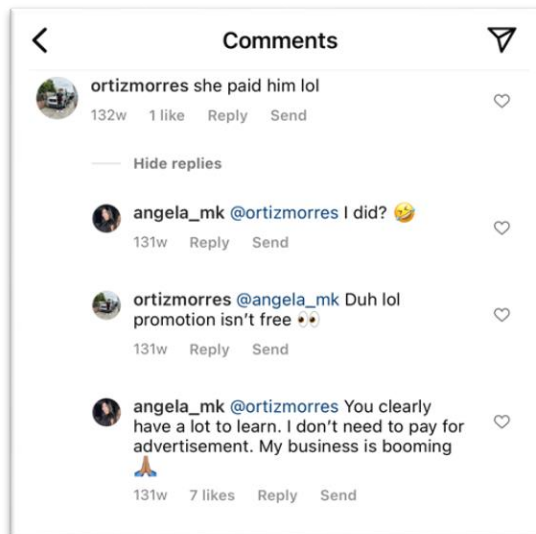 Comments
ortizmorres she paid him lol
132w 1 like Reply Send
Hide replies
angela_mk @ortizmorres I did? 🤣
131w Reply Send
ortizmorres @angela_mk Duh lol
promotion isn't free 👀
131w Reply Send
angela_mk @ortizmorres You clearly
have a lot to learn. I don't need to pay for
advertisement. My business is booming
🙏🏽
131w 7 likes Reply Send